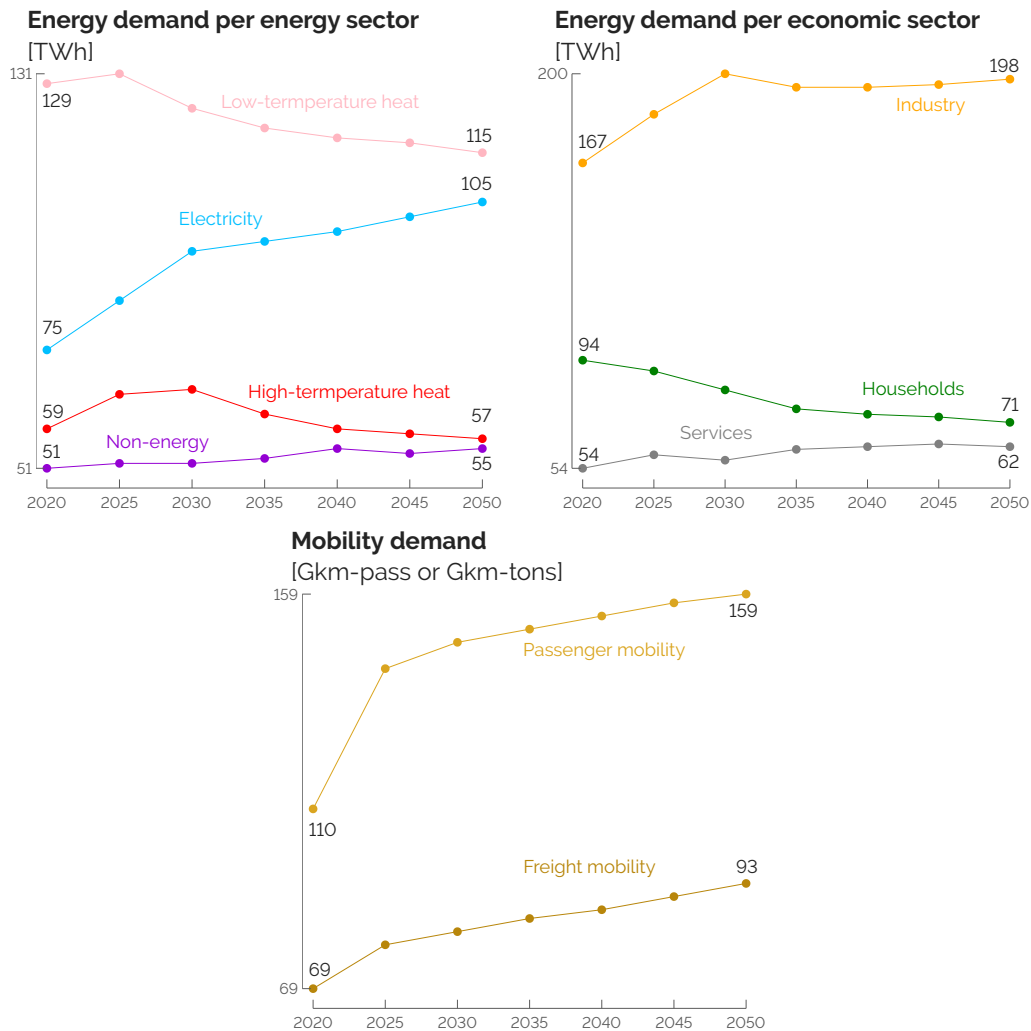 Energy demand per energy sector
[TWh]
131
129
Low-termperature heat
115
105
Electricity
75
High-termperature heat
59
57
Non-energy
51
55
51
2020 2025 2030 2035 2040 2045 2050
Energy demand per economic sector
[TWh]
200
198
Industry
167
94
Households
71
Services
54
62
54
2020 2025 2030 2035 2040 2045 2050
Mobility demand
[Gkm-pass or Gkm-tons]
159
159
Passenger mobility
110
Freight mobility
93
69
69
2020 2025 2030 2035 2040 2045 2050